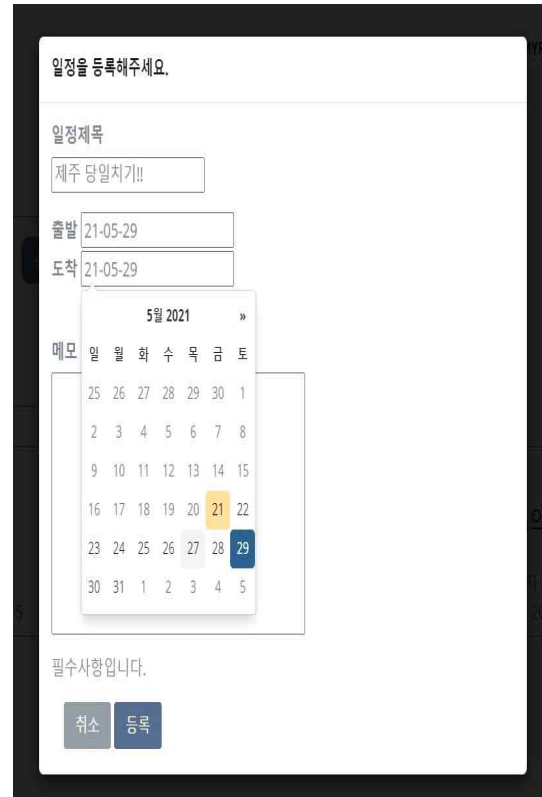 일정을 등록해주세요.
일정제목
제주 당일치기!!
출발 21-05-29
도착 21-05-29
5월 2021 »
메모
일 월 화 수 목 금 토
25 26 27 28 29 30 1
2 3 4 5 6 7 8
9 10 11 12 13 14 15
16 17 18 19 20 21 22
23 24 25 26 27 28 29
30 31 1 2 3 4 5
필수사항입니다.
취소 등록